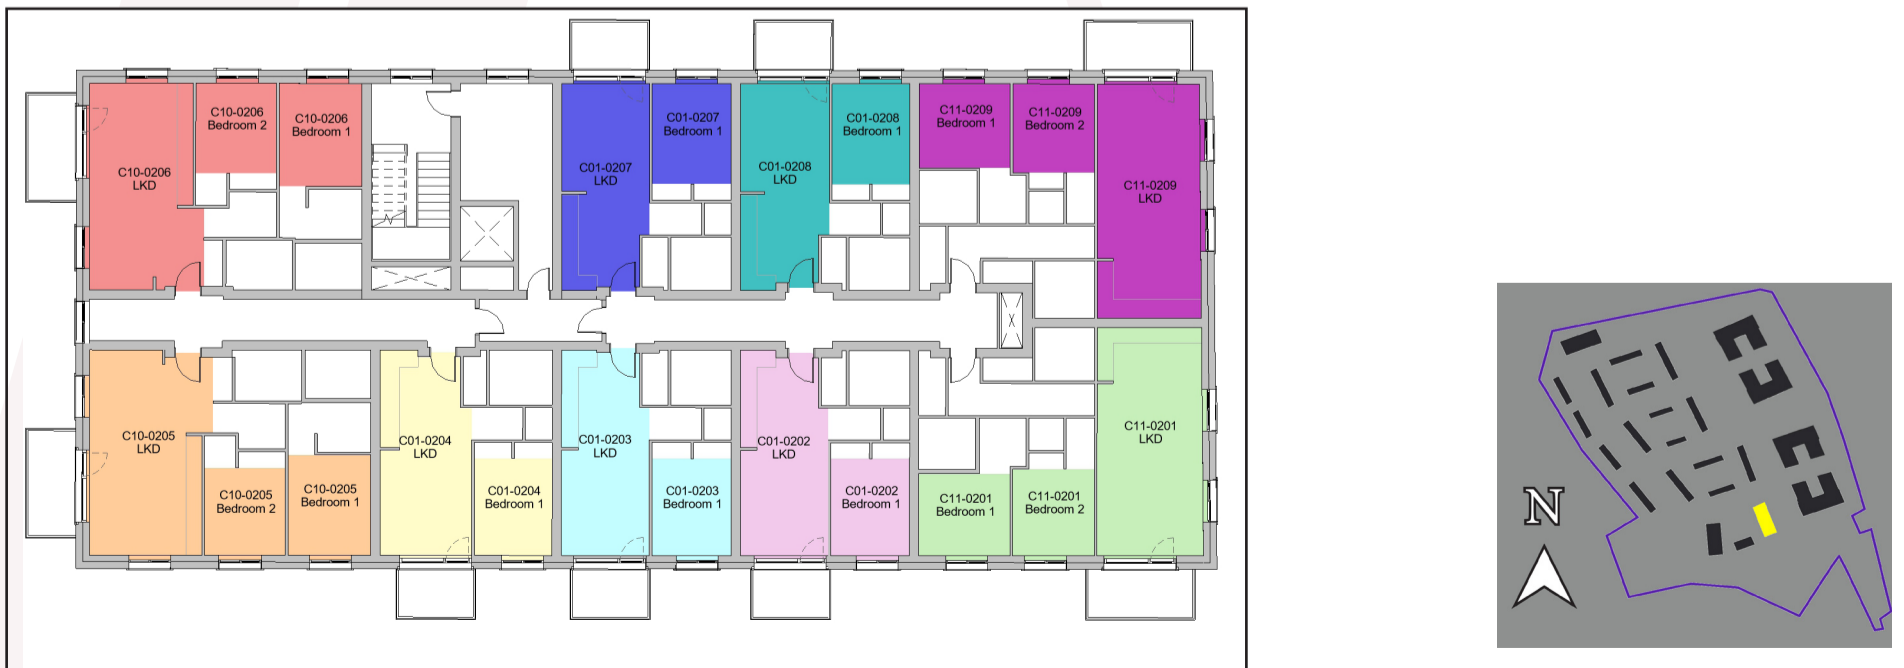 C10-0206
LKD
C10-0206
Bedroom 2
C10-0206
Bedroom 1
C01-0207
LKD
C01-0207
Bedroom 1
C01-0208
LKD
C01-0208
Bedroom 1
C11-0209
Bedroom 1
C11-0209
Bedroom 2
C11-0209
LKD
C10-0205
LKD
C10-0205
Bedroom 2
C10-0205
Bedroom 1
C01-0204
LKD
C01-0204
Bedroom 1
C01-0203
LKD
C01-0203
Bedroom 1
C01-0202
LKD
C01-0202
Bedroom 1
C11-0201
Bedroom 1
C11-0201
Bedroom 2
C11-0201
LKD
N